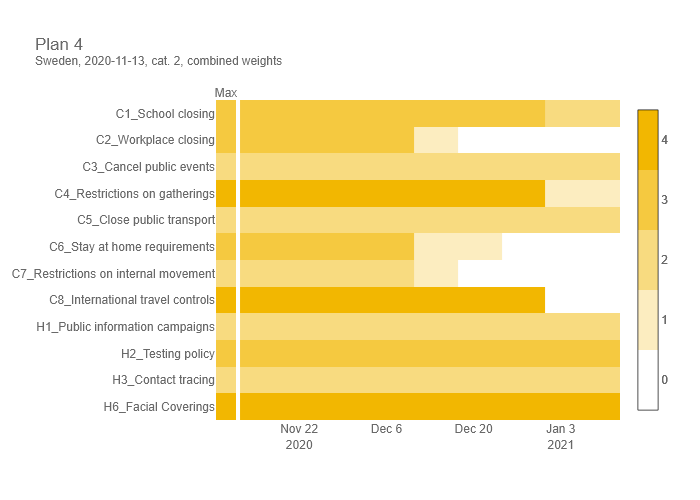 Plan 4
Sweden, 2020-11-13, cat. 2, combined weights
Max
C1_School closing
C2_Workplace closing
C3_Cancel public events
C4_Restrictions on gatherings
C5_Close public transport
C6_Stay at home requirements
C7_Restrictions on internal movement
C8_International travel controls
H1_Public information campaigns
H2_Testing policy
H3_Contact tracing
H6_Facial Coverings
4
3
2
1
0
Nov 22 Dec 6 Dec 20 Jan 3
2020 2021